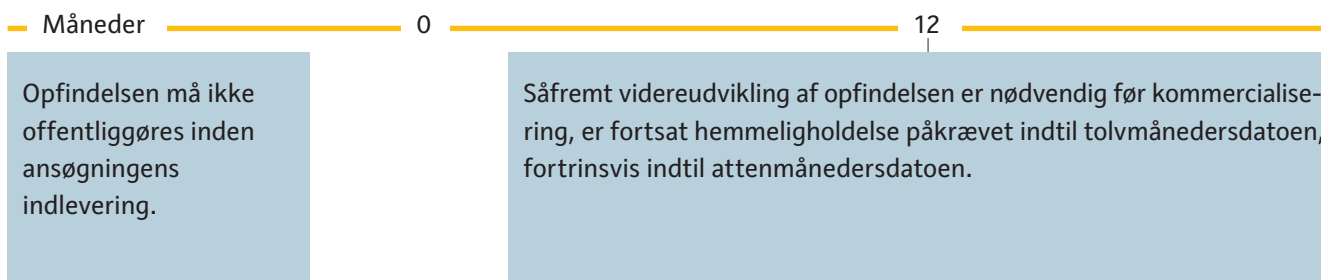 Måneder 0 12
Opfindelsen må ikke
offentliggøres inden
ansøgningens
indlevering.
Såfremt videreudvikling af opfindelsen er nødvendig før kommercialise-
ring, er fortsat hemmeligholdelse påkrævet indtil tolvmånedersdatoen,
fortrinsvis indtil attenmånedersdatoen.